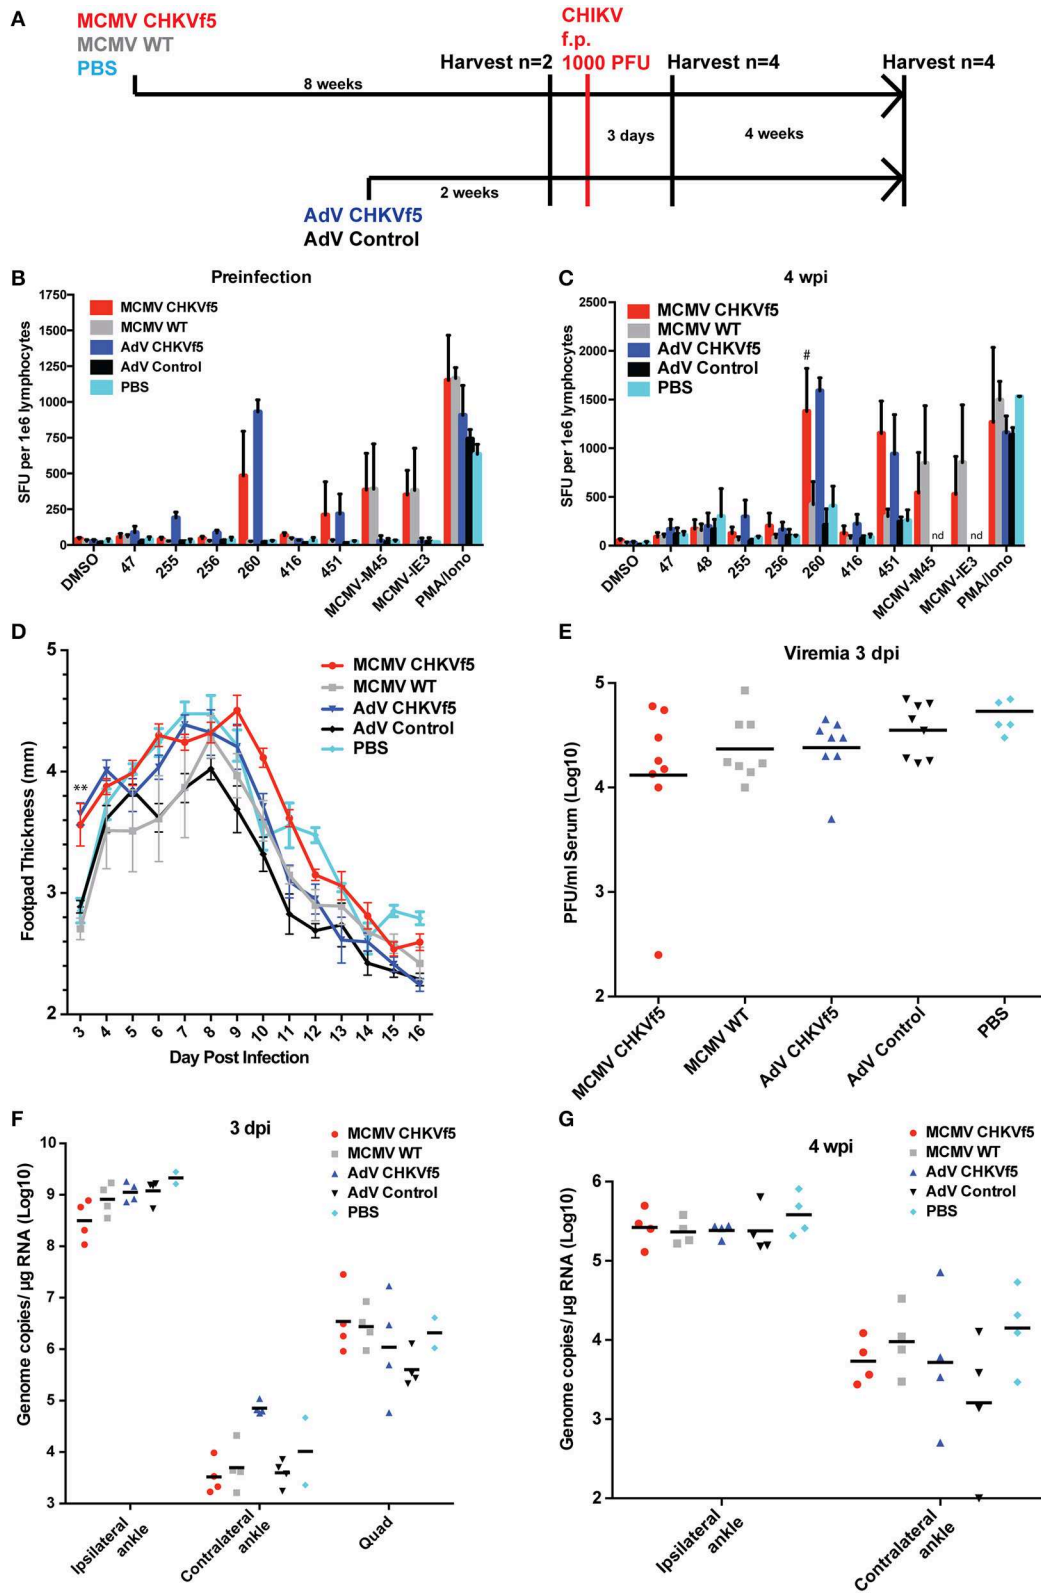 A
MCMV CHKVf5
MCMV WT
PBS
CHIKV
f.p.
1000 PFU
Harvest n=2
Harvest n=4
Harvest n=4
8 weeks
3 days
4 weeks
2 weeks
AdV CHKVf5
AdV Control
B
Preinfection
SFU per 1e6 lymphocytes
1750
1500
1250
1000
750
500
250
0
MCMV CHKVf5
MCMV WT
AdV CHKVf5
AdV Control
PBS
DMSO
47
255
256
260
416
451
MCMV-M45
MCMV-IE3
PMA/Iono
C
4 wpi
SFU per 1e6 lymphocytes
2500
2000
1500
1000
500
0
MCMV CHKVf5
MCMV WT
AdV CHKVf5
AdV Control
PBS
#
nd
nd
DMSO
47
48
255
256
260
416
451
MCMV-M45
MCMV-IE3
PMA/Iono
D
Footpad Thickness (mm)
5
4
3
2
**
MCMV CHKVf5
MCMV WT
AdV CHKVf5
AdV Control
PBS
3
4
5
6
7
8
9
10
11
12
13
14
15
16
Day Post Infection
E
Viremia 3 dpi
PFU/ml Serum (Log10)
5
4
3
2
MCMV CHKVf5
MCMV WT
AdV CHKVf5
AdV Control
PBS
F
3 dpi
Genome copies/ µg RNA (Log10)
10
9
8
7
6
5
4
3
MCMV CHKVf5
MCMV WT
AdV CHKVf5
AdV Control
PBS
Ipsilateral
ankle
Contralateral
ankle
Quad
G
4 wpi
Genome copies/ µg RNA (Log10)
6
5
4
3
2
MCMV CHKVf5
MCMV WT
AdV CHKVf5
AdV Control
PBS
Ipsilateral
ankle
Contralateral
ankle